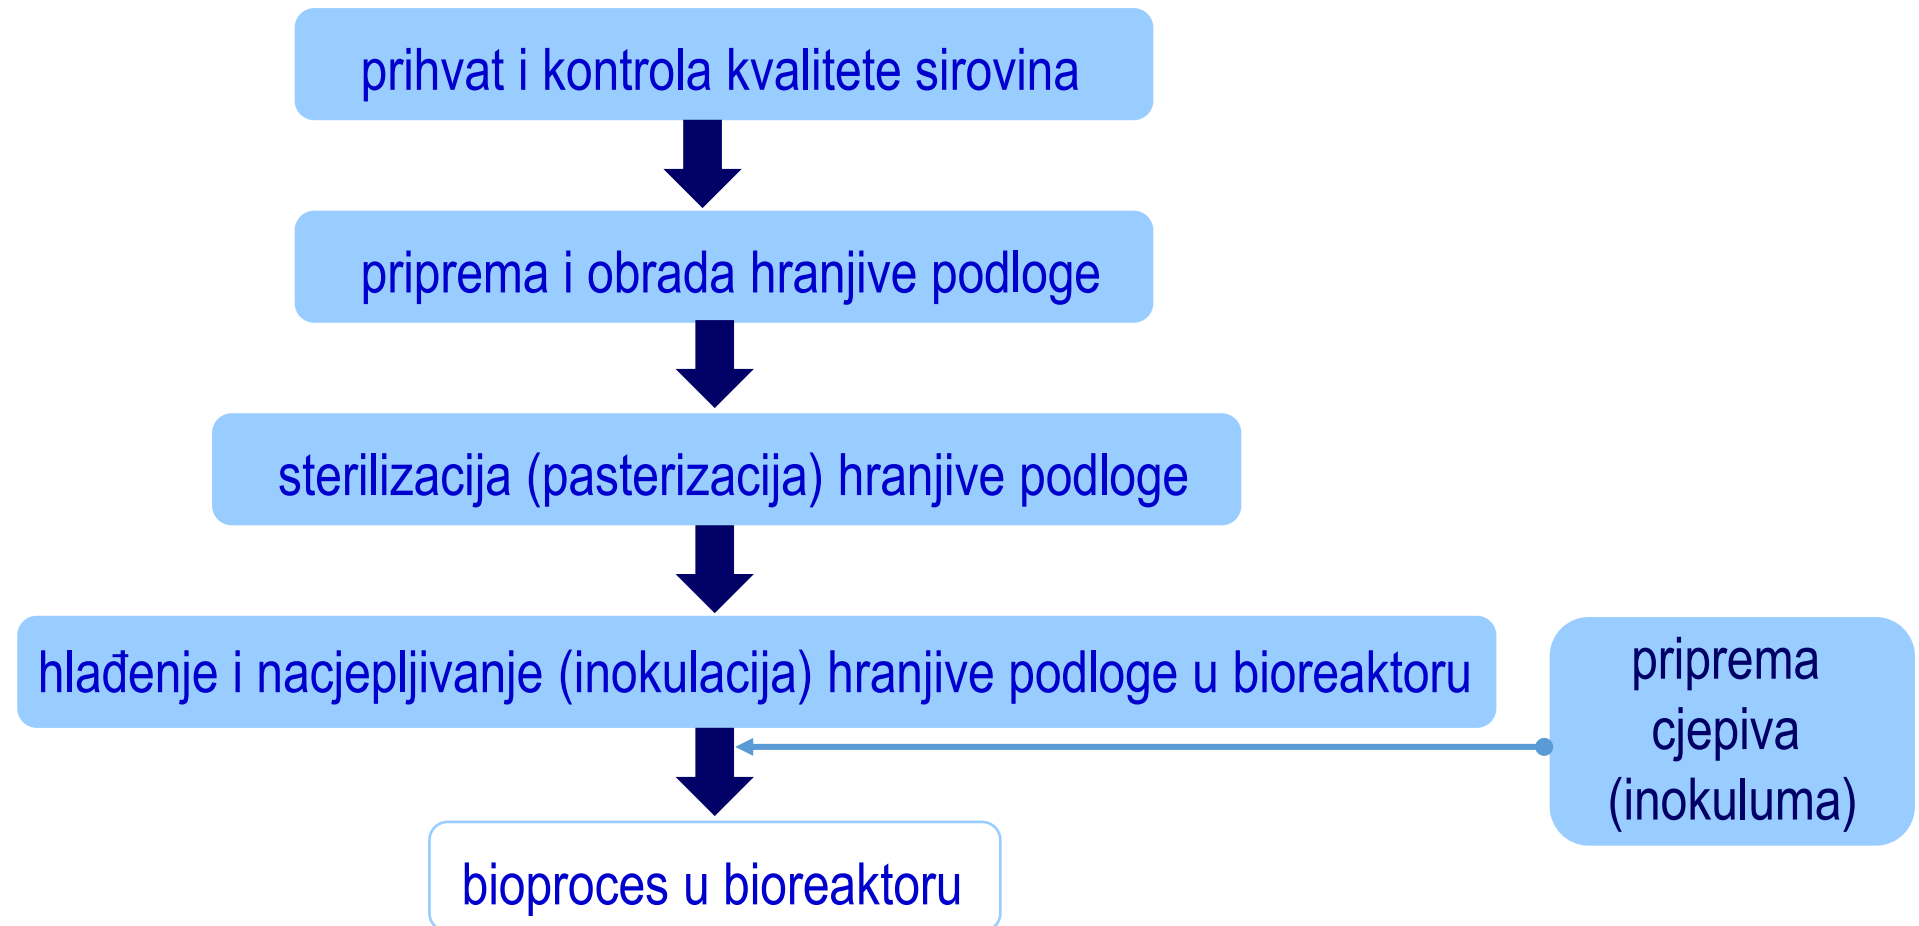 prihvat i kontrola kvalitete sirovina
priprema i obrada hranjive podloge
sterilizacija (pasterizacija) hranjive podloge
hlađenje i nacjepljivanje (inokulacija) hranjive podloge u bioreaktoru
priprema
cjepiva
(inokuluma)
bioproces u bioreaktoru